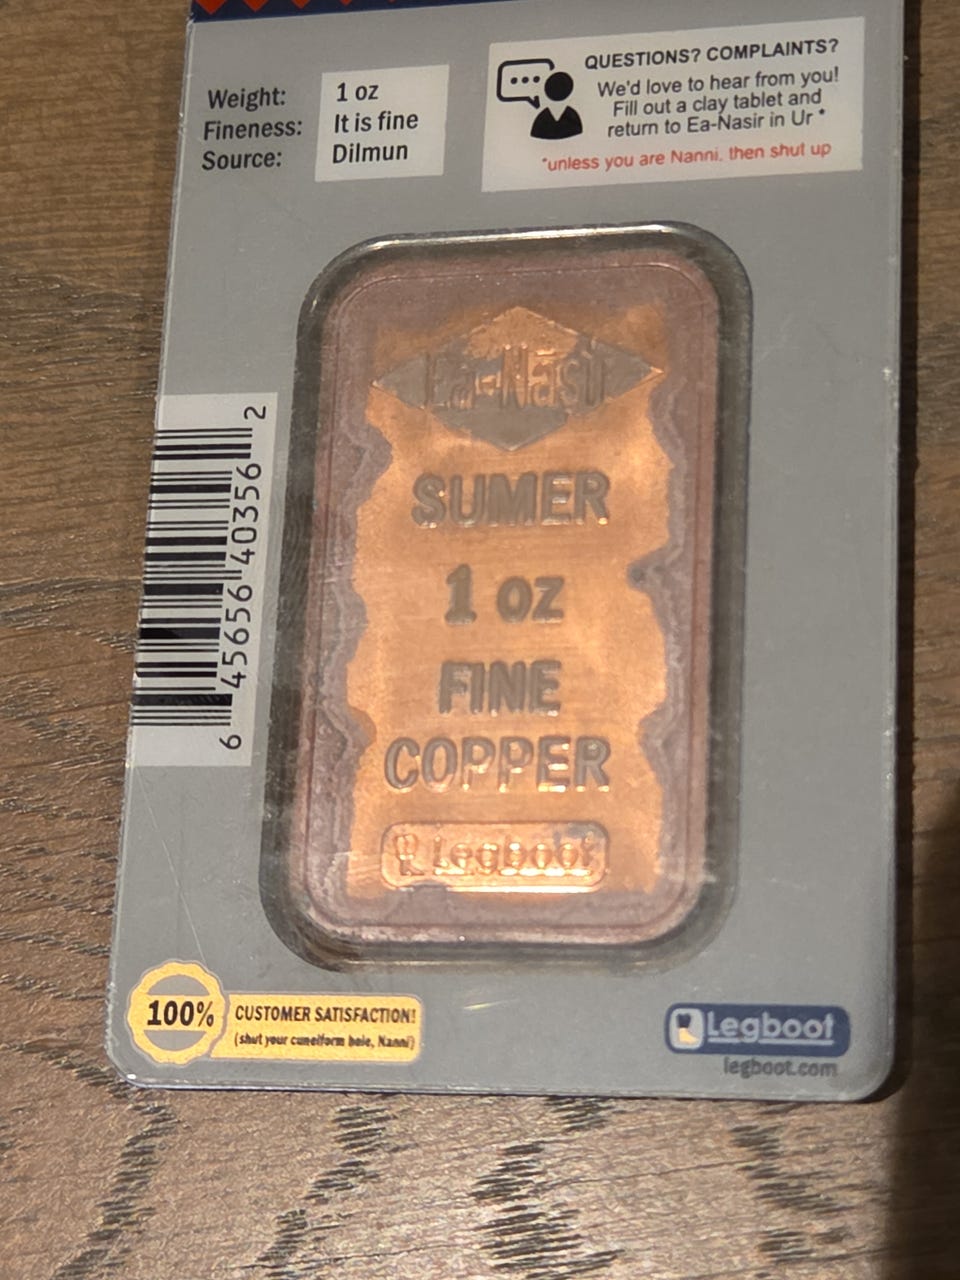 Weight: 1 oz
Fineness: It is fine
Source: Dilmun
QUESTIONS? COMPLAINTS?
We'd love to hear from you!
Fill out a clay tablet and
return to Ea-Nasir in Ur *
*unless you are Nanni, then shut up
Ea-Nasir
SUMER
1 oz
FINE
COPPER
Legboot
6 45656 40356 2
100%
CUSTOMER SATISFACTION!
(shut your cuneiform hole, Nanni)
Legboot
legboot.com